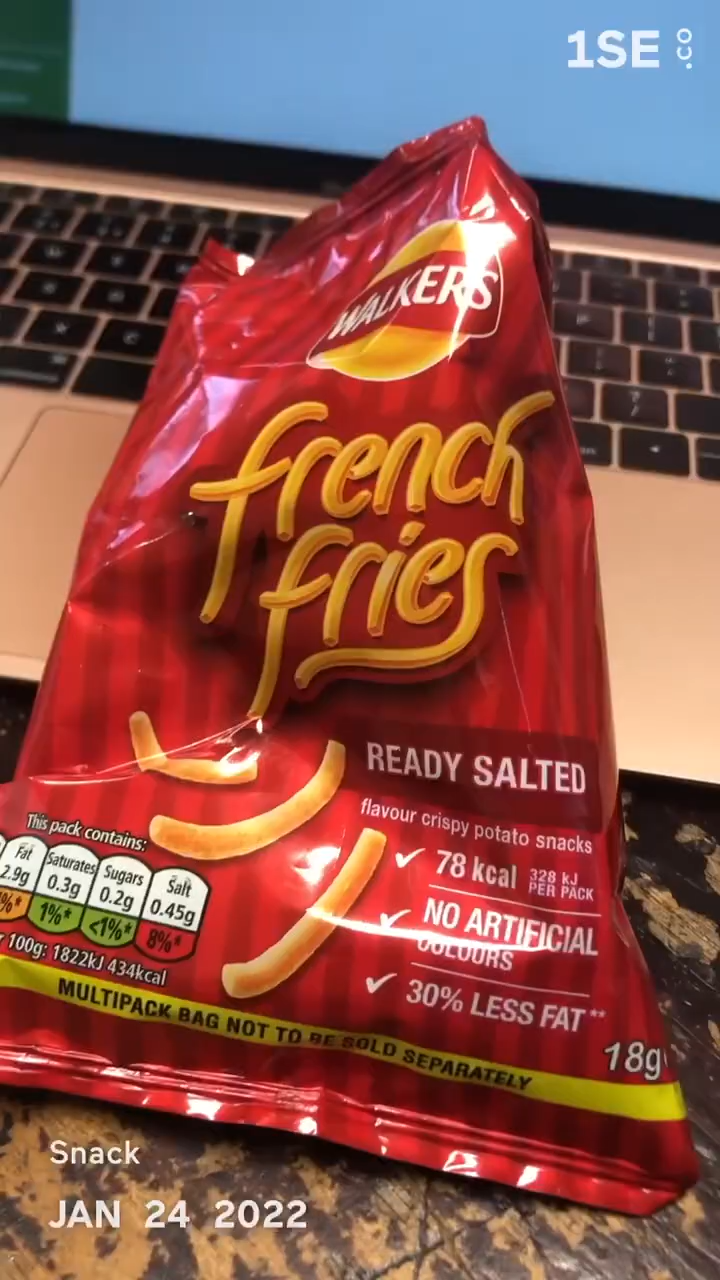 1SE .CO
WALKERS
french
fries
READY SALTED
flavour crispy potato snacks
78 kcal 328 kJ
PER PACK
NO ARTIFICIAL
COLOURS
30% LESS FAT**
This pack contains:
Fat Saturates Sugars Salt
2.9g 0.3g 0.2g 0.45g
%* 1%* <1%* 8%*
100g: 1822kJ 434kcal
MULTIPACK BAG NOT TO BE SOLD SEPARATELY
18g
Snack
JAN 24 2022